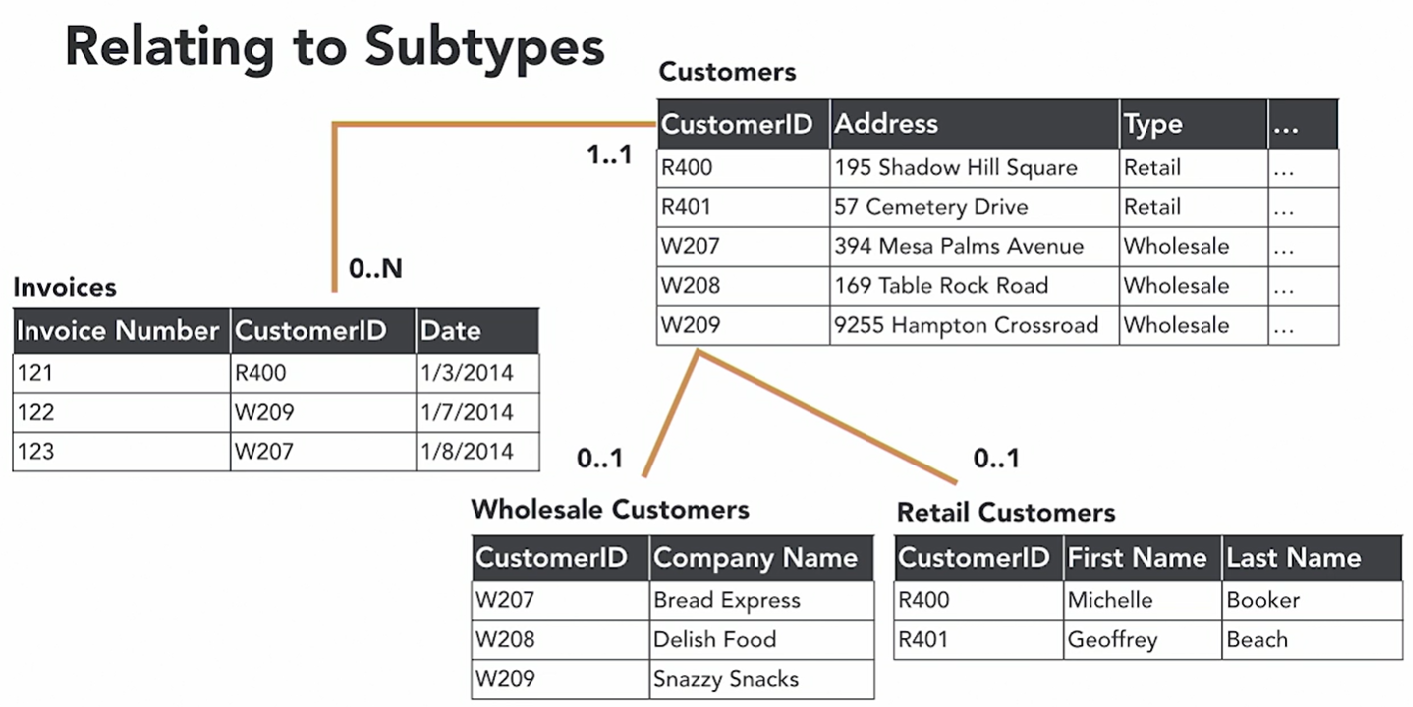 Relating to Subtypes
Customers
CustomerID Address Type ...
R400 195 Shadow Hill Square Retail ...
R401 57 Cemetery Drive Retail ...
W207 394 Mesa Palms Avenue Wholesale ...
W208 169 Table Rock Road Wholesale ...
W209 9255 Hampton Crossroad Wholesale ...
1..1
0..N
Invoices
Invoice Number CustomerID Date
121 R400 1/3/2014
122 W209 1/7/2014
123 W207 1/8/2014
0..1
0..1
Wholesale Customers
CustomerID Company Name
W207 Bread Express
W208 Delish Food
W209 Snazzy Snacks
Retail Customers
CustomerID First Name Last Name
R400 Michelle Booker
R401 Geoffrey Beach